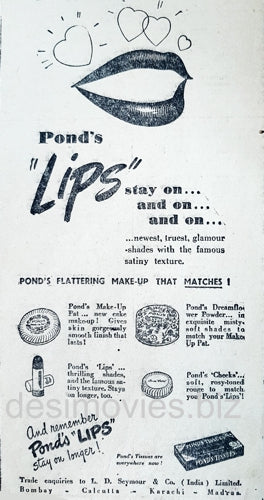 Pond's
"Lips"
stay on...
and on...
and on...
...newest, truest, glamour
shades with the famous
satiny texture.
POND'S FLATTERING MAKE-UP THAT MATCHES !
Pond's Make-Up
Pat... new cake
make-up! Gives
skin gorgeously
smooth finish that
lasts!
Pond's Dreamflo-
wer Powder... in
exquisite misty-
soft shades to
match your Make-
Up Pat.
Pond's 'Lips' ...
thrilling shades,
and the famous sa-
tiny texture. Stays
on longer, too.
Pond's "Cheeks"...
soft, rosy-toned
rouge to match
you Pond's Lips'!
desimovies.biz
And remember
Pond's "LIPS"
stay on longer!
Pond's Tissues are
everywhere now!
PONDS TISSUES
PONDS TISSUES
Trade enquiries to L. D. Seymour & Co. ( India ) Limited.
Bombay - Calcutta - Karachi - Madras.